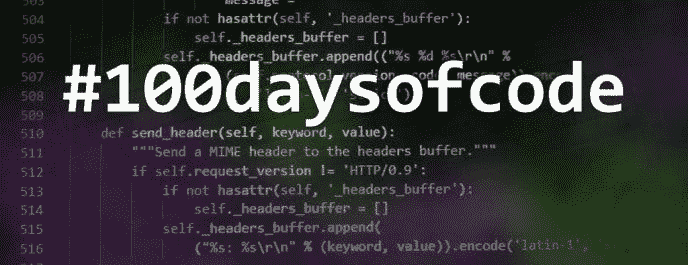 message =
504 if not hasattr(self, '_headers_buffer'):
505 self._headers_buffer = []
506 self._headers_buffer.append(("%s %d %s\r\n" %
507
508
#100daysofcode
509
510 def send_header(self, keyword, value):
511 """Send a MIME header to the headers buffer."""
512 if self.request_version != 'HTTP/0.9':
513 if not hasattr(self, '_headers_buffer'):
514 self._headers_buffer = []
515 self._headers_buffer.append(
516 ("%s: %s\r\n" % (keyword, value)).encode('latin-1',